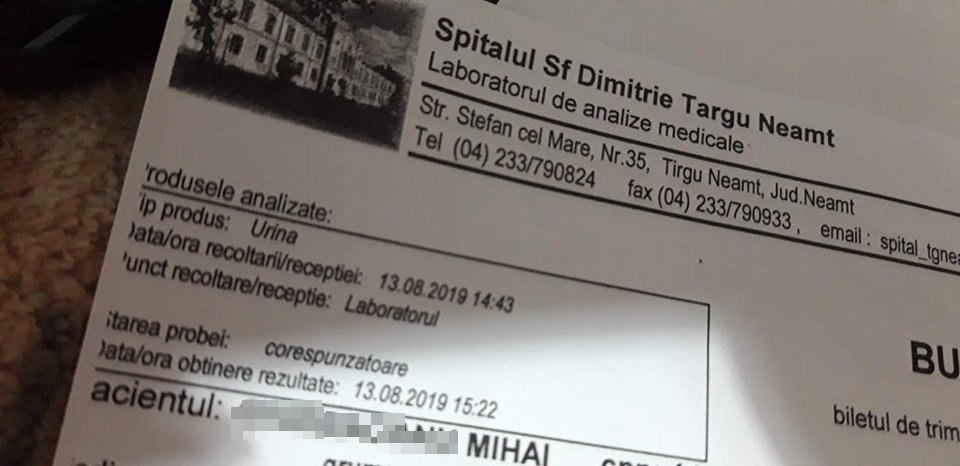 Spitalul Sf Dimitrie Targu Neamt
Laboratorul de analize medicale
Str. Stefan cel Mare, Nr.35, Tirgu Neamt, Jud.Neamt
Tel (04) 233/790824 fax (04) 233/790933 , email : spital_tgnea
rodusele analizate:
ip produs: Urina
ata/ora recoltarii/receptiei: 13.08.2019 14:43
unct recoltare/receptie: Laboratorul
itarea probei: corespunzatoare
ata/ora obtinere rezultate: 13.08.2019 15:22
BU
biletul de trim
acientul: MIHAI